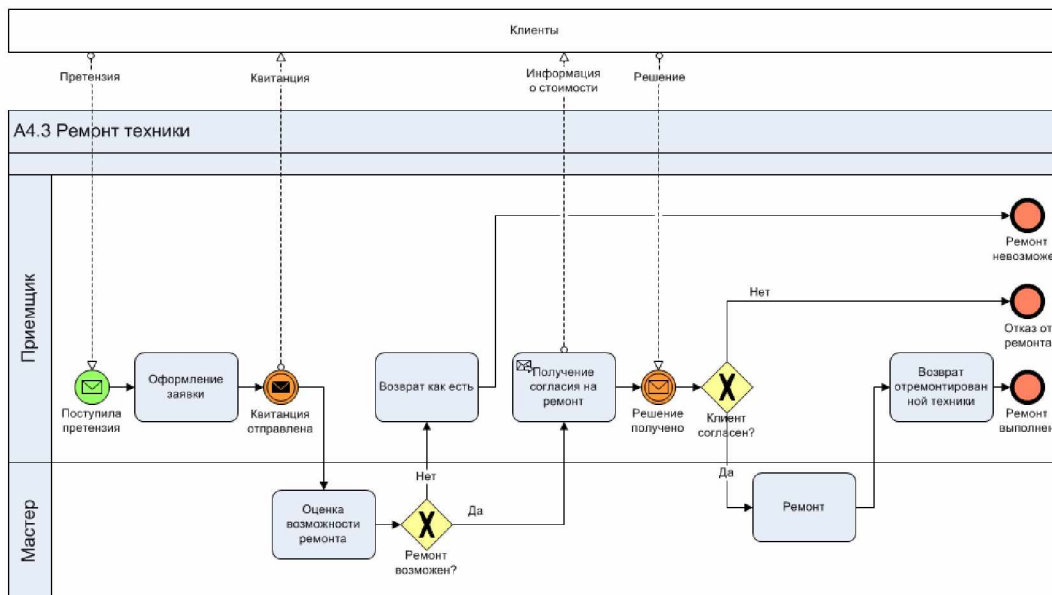 Клиенты
Претензия
Квитанция
Информация
о стоимости
Решение
А4.3 Ремонт техники
Приемщик
Ремонт
невозможе
Нет
Отказ от
ремонта
Оформление
заявки
Возврат как есть
Получение
согласия на
ремонт
Возврат
отремонтирован
ной техники
Поступила
претензия
Квитанция
отправлена
Решение
получено
Клиент
согласен?
Ремонт
выполнен
Мастер
Нет
Да
Да
Оценка
возможности
ремонта
Ремонт
Ремонт
возможен?